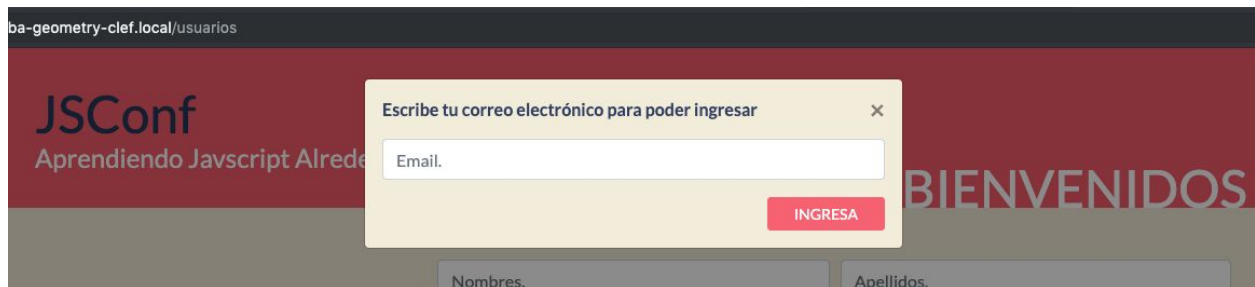 ba-geometry-clef.local/usuarios
JSConf
Aprendiendo Javscript Alrede
Escribe tu correo electrónico para poder ingresar ×
Email.
INGRESA
BIENVENIDOS
Nombres.
Apellidos.